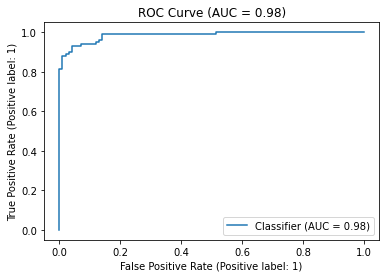 ROC Curve (AUC = 0.98)
True Positive Rate (Positive label: 1)
1.0
0.8
0.6
0.4
0.2
0.0
Classifier (AUC = 0.98)
0.0 0.2 0.4 0.6 0.8 1.0
False Positive Rate (Positive label: 1)